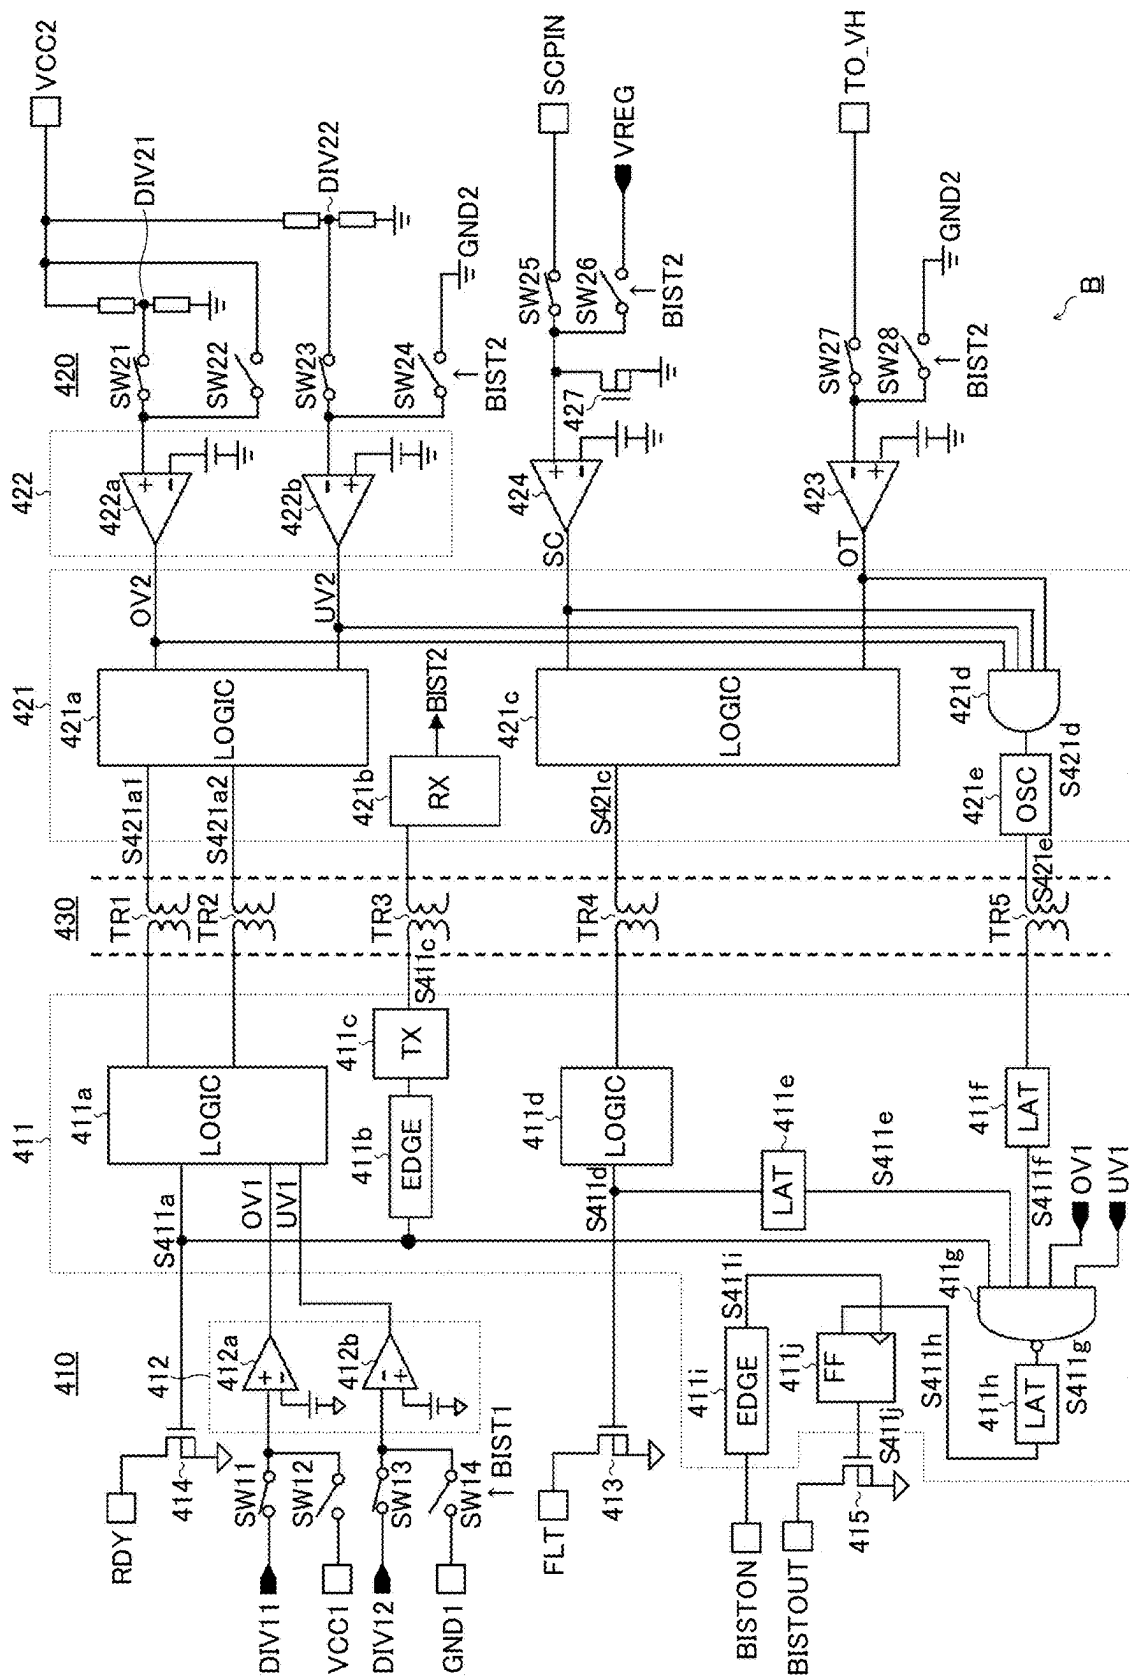 RDY
414
410
412
412a
412b
SW11
SW12
SW13
SW14
BIST1
DIV11
VCC1
DIV12
GND1
FLT
413
BISTON
BISTOUT
415
411
411a
LOGIC
S411a
OV1
UV1
411b
EDGE
411c
TX
S411c
411d
LOGIC
S411d
411e
LAT
S411e
411f
LAT
S411f
OV1
UV1
411g
S411g
411h
LAT
S411h
411i
EDGE
S411i
411j
FF
S411j
430
TR1
TR2
TR3
TR4
TR5
421
421a
LOGIC
S421a1
S421a2
OV2
UV2
421b
RX
BIST2
421c
LOGIC
S421c
SC
OT
421d
S421d
421e
OSC
S421e
422
422a
422b
424
423
427
420
SW21
SW22
SW23
SW24
BIST2
GND2
DIV21
DIV22
VCC2
SW25
SW26
BIST2
SCPIN
VREG
SW27
SW28
BIST2
GND2
TO_VH
B